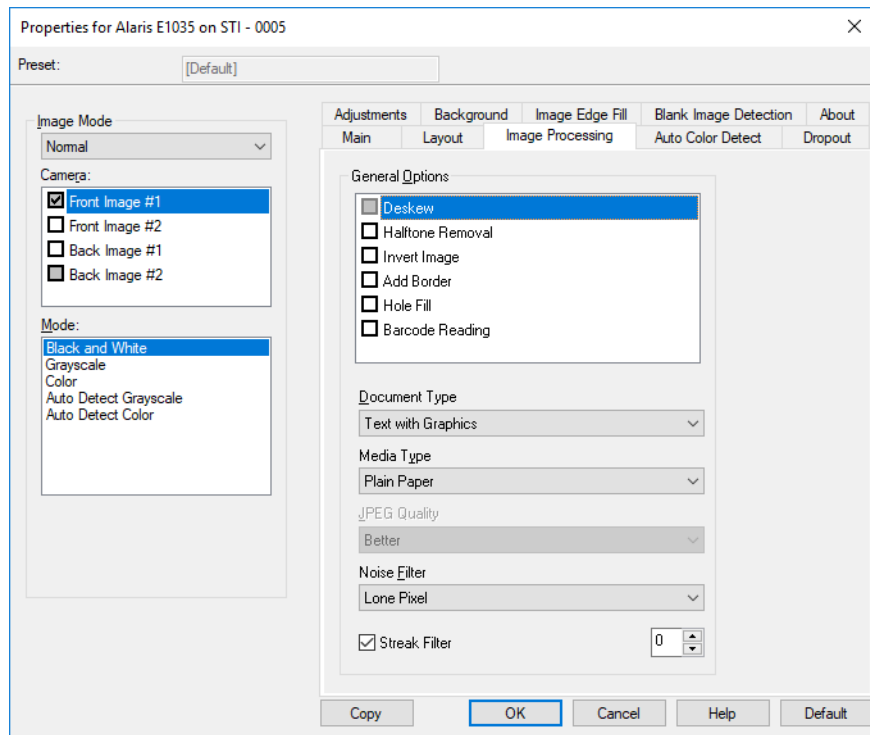 Properties for Alaris E1035 on STI - 0005
Preset:
[Default]
Image Mode
Normal
Camera:
Front Image #1
Front Image #2
Back Image #1
Back Image #2
Mode:
Black and White
Grayscale
Color
Auto Detect Grayscale
Auto Detect Color
Adjustments Background Image Edge Fill Blank Image Detection About
Main Layout Image Processing Auto Color Detect Dropout
General Options
Deskew
Halftone Removal
Invert Image
Add Border
Hole Fill
Barcode Reading
Document Type
Text with Graphics
Media Type
Plain Paper
JPEG Quality
Better
Noise Filter
Lone Pixel
Streak Filter 0
Copy OK Cancel Help Default